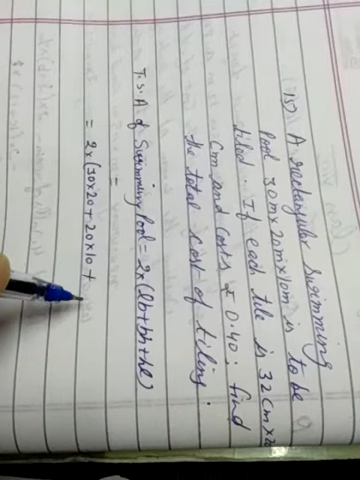 15) A rectangular swimming
Pool 30m×20m×10m is to be
tiled. If each tile is 32cm×20
cm and costs ₹ 0.40. find
the total cost of tiling.
T.S.A of Swimming Pool = 2×(lb+bh+hl)
=
= 2×(30×20+20×10+